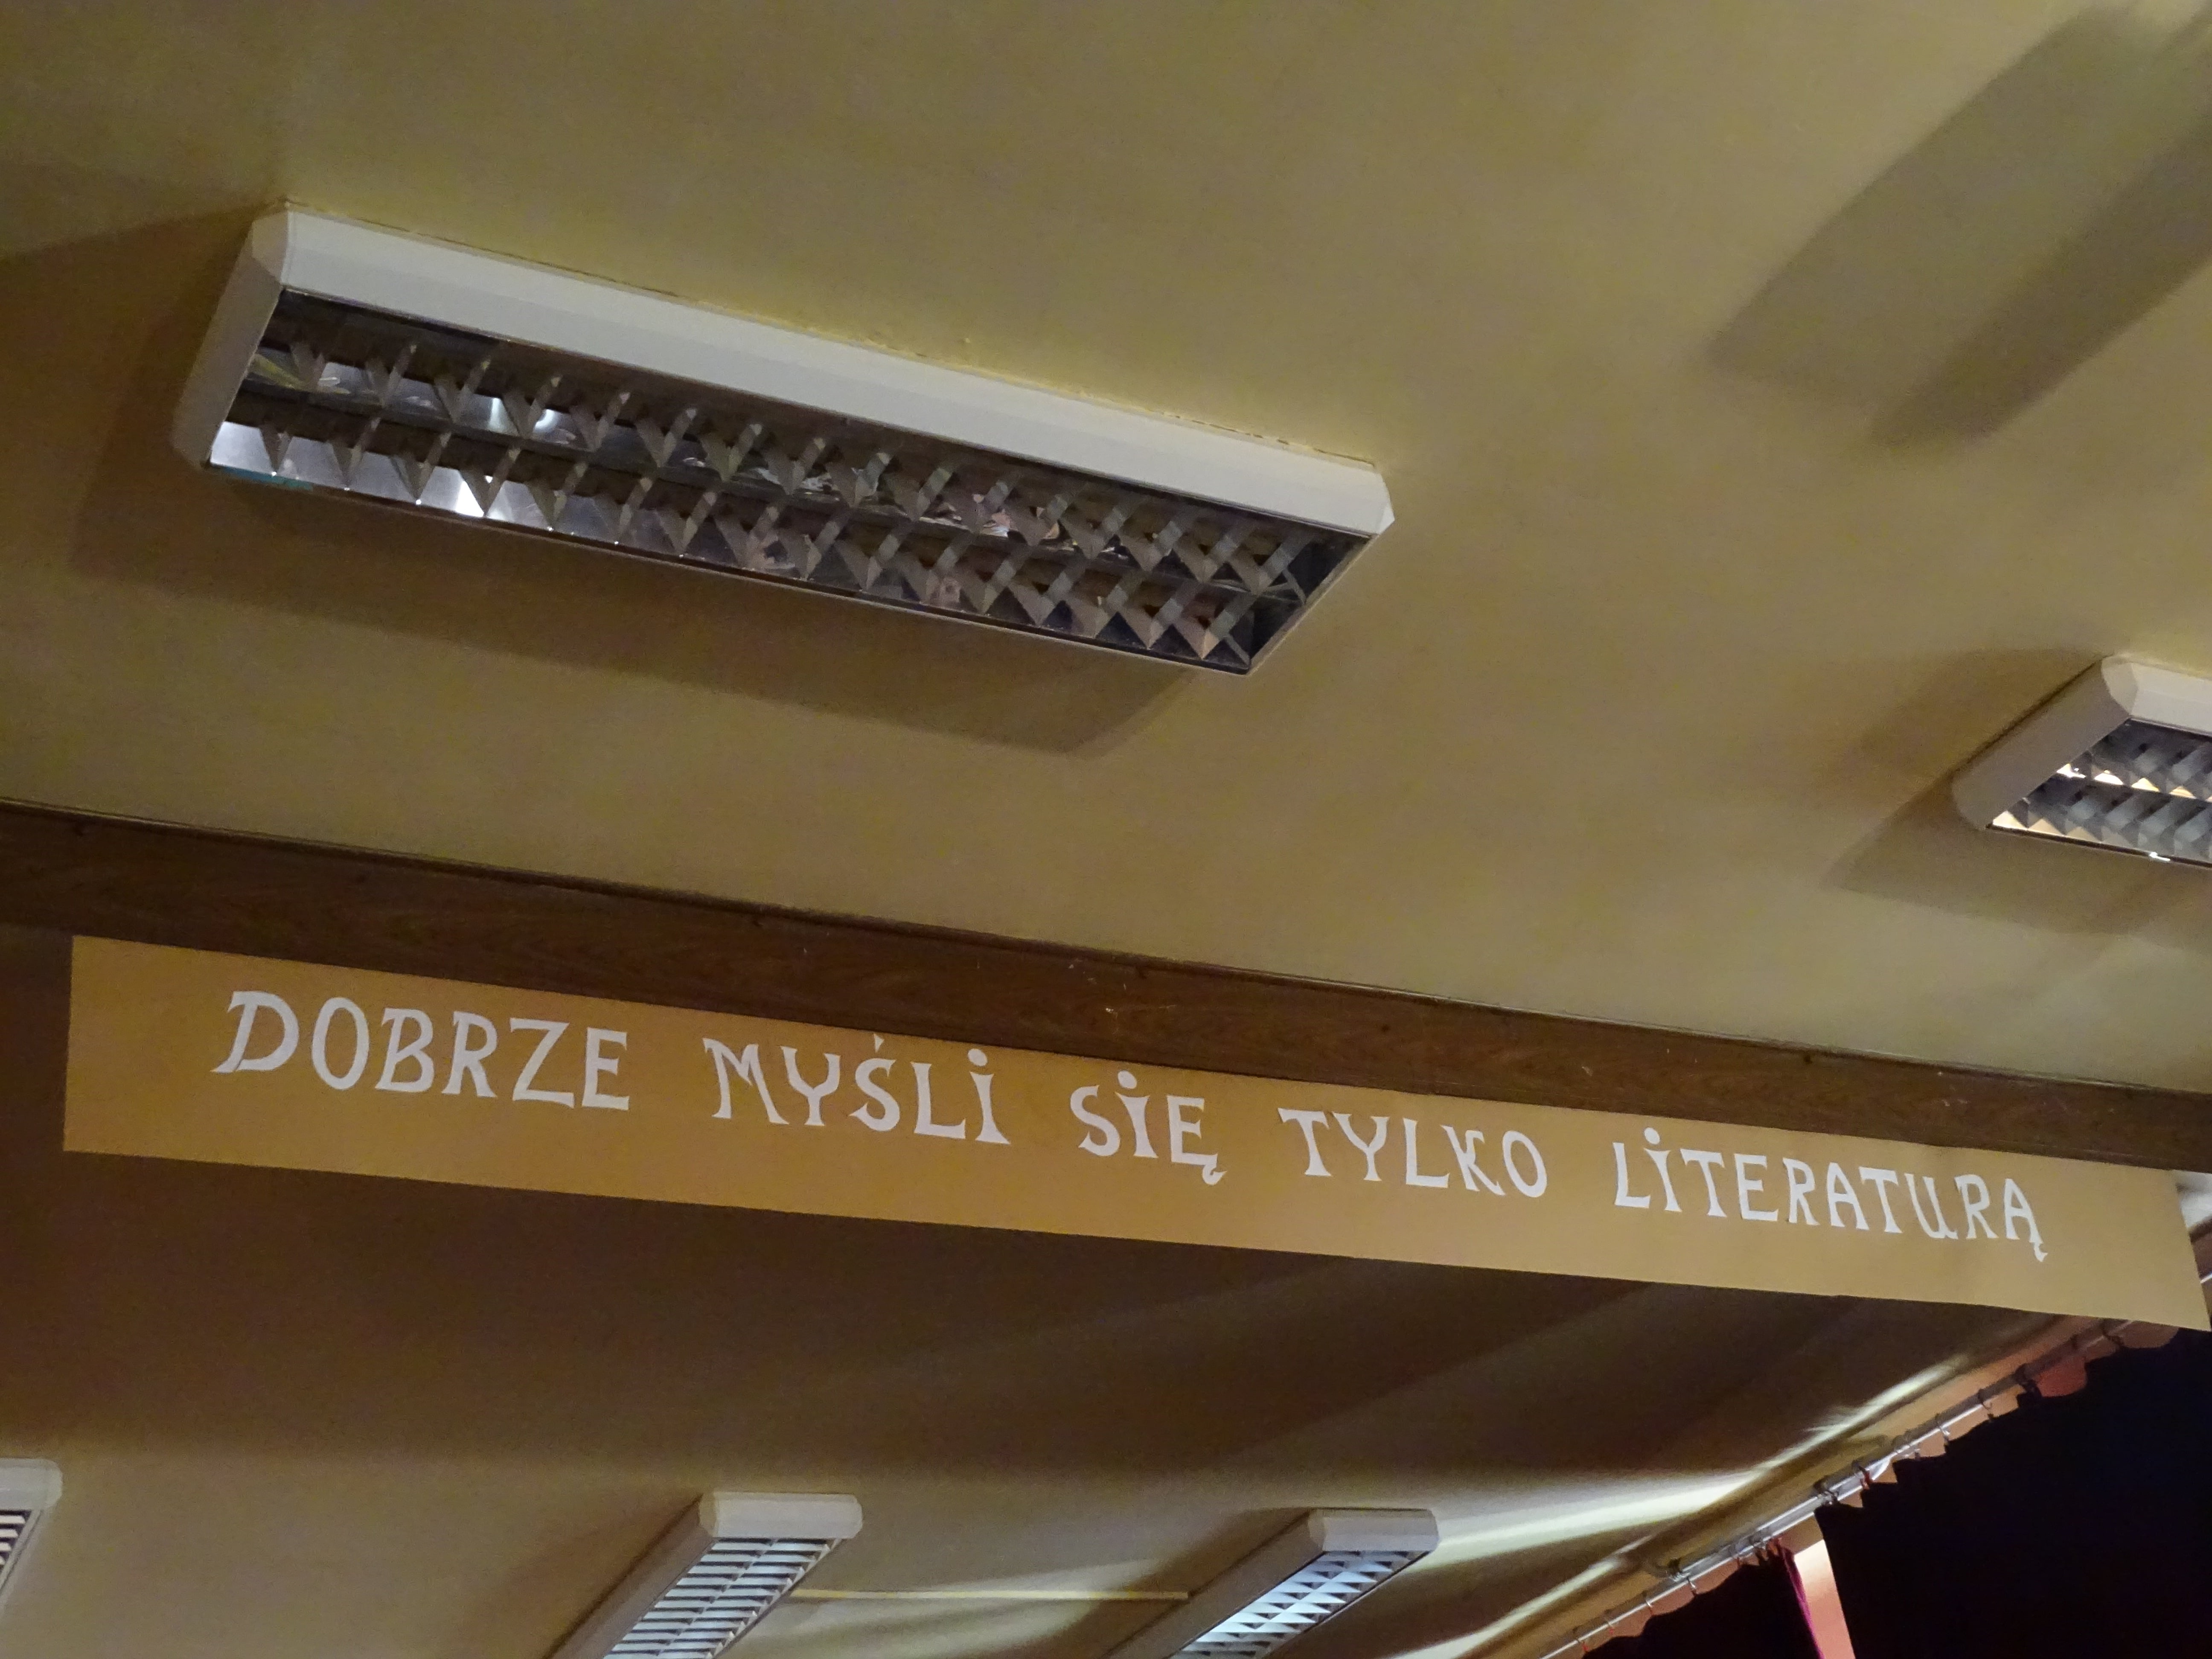 DOBRZE MYŚLI SIĘ TYLKO LITERATURĄ